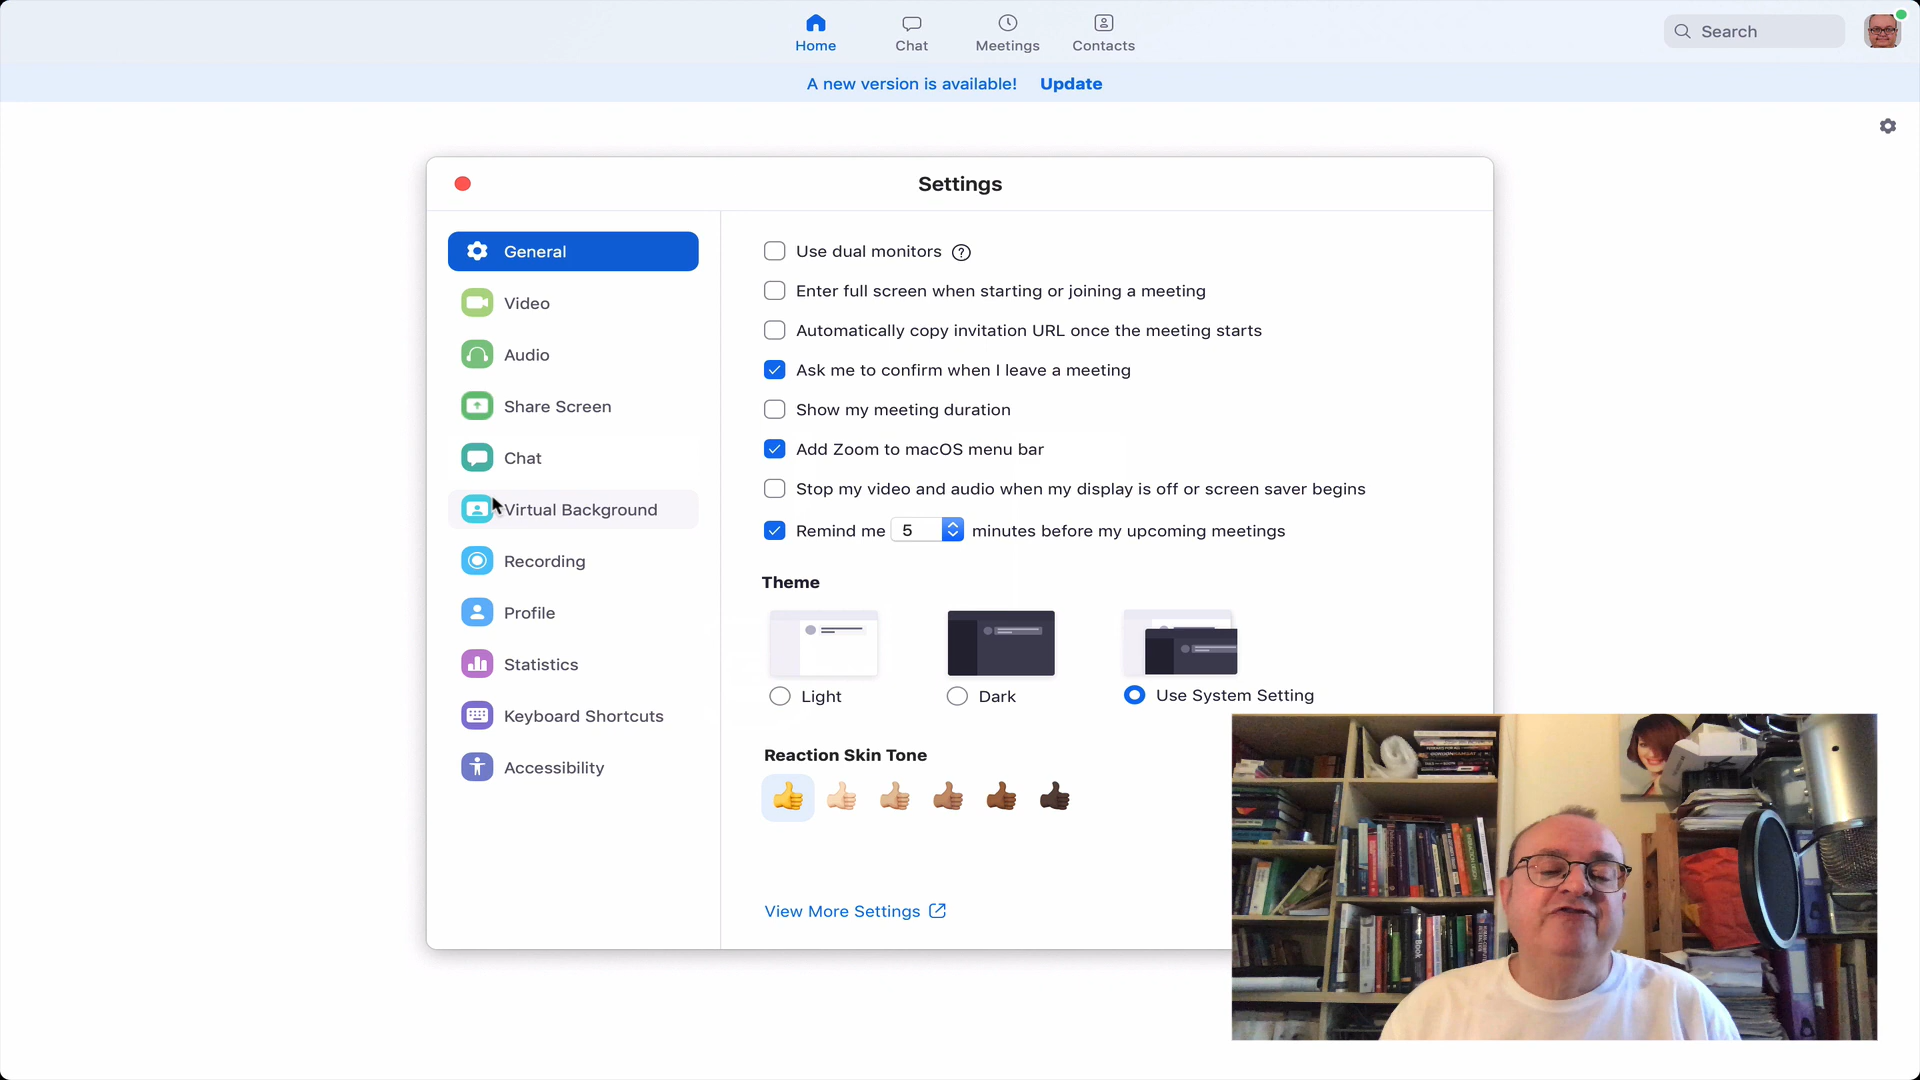 Home
Chat
Meetings
Contacts
Search
A new version is available! Update
Settings
General
Video
Audio
Share Screen
Chat
Virtual Background
Recording
Profile
Statistics
Keyboard Shortcuts
Accessibility
Use dual monitors ?
Enter full screen when starting or joining a meeting
Automatically copy invitation URL once the meeting starts
Ask me to confirm when I leave a meeting
Show my meeting duration
Add Zoom to macOS menu bar
Stop my video and audio when my display is off or screen saver begins
Remind me 5 minutes before my upcoming meetings
Theme
Light
Dark
Use System Setting
Reaction Skin Tone
View More Settings
Book